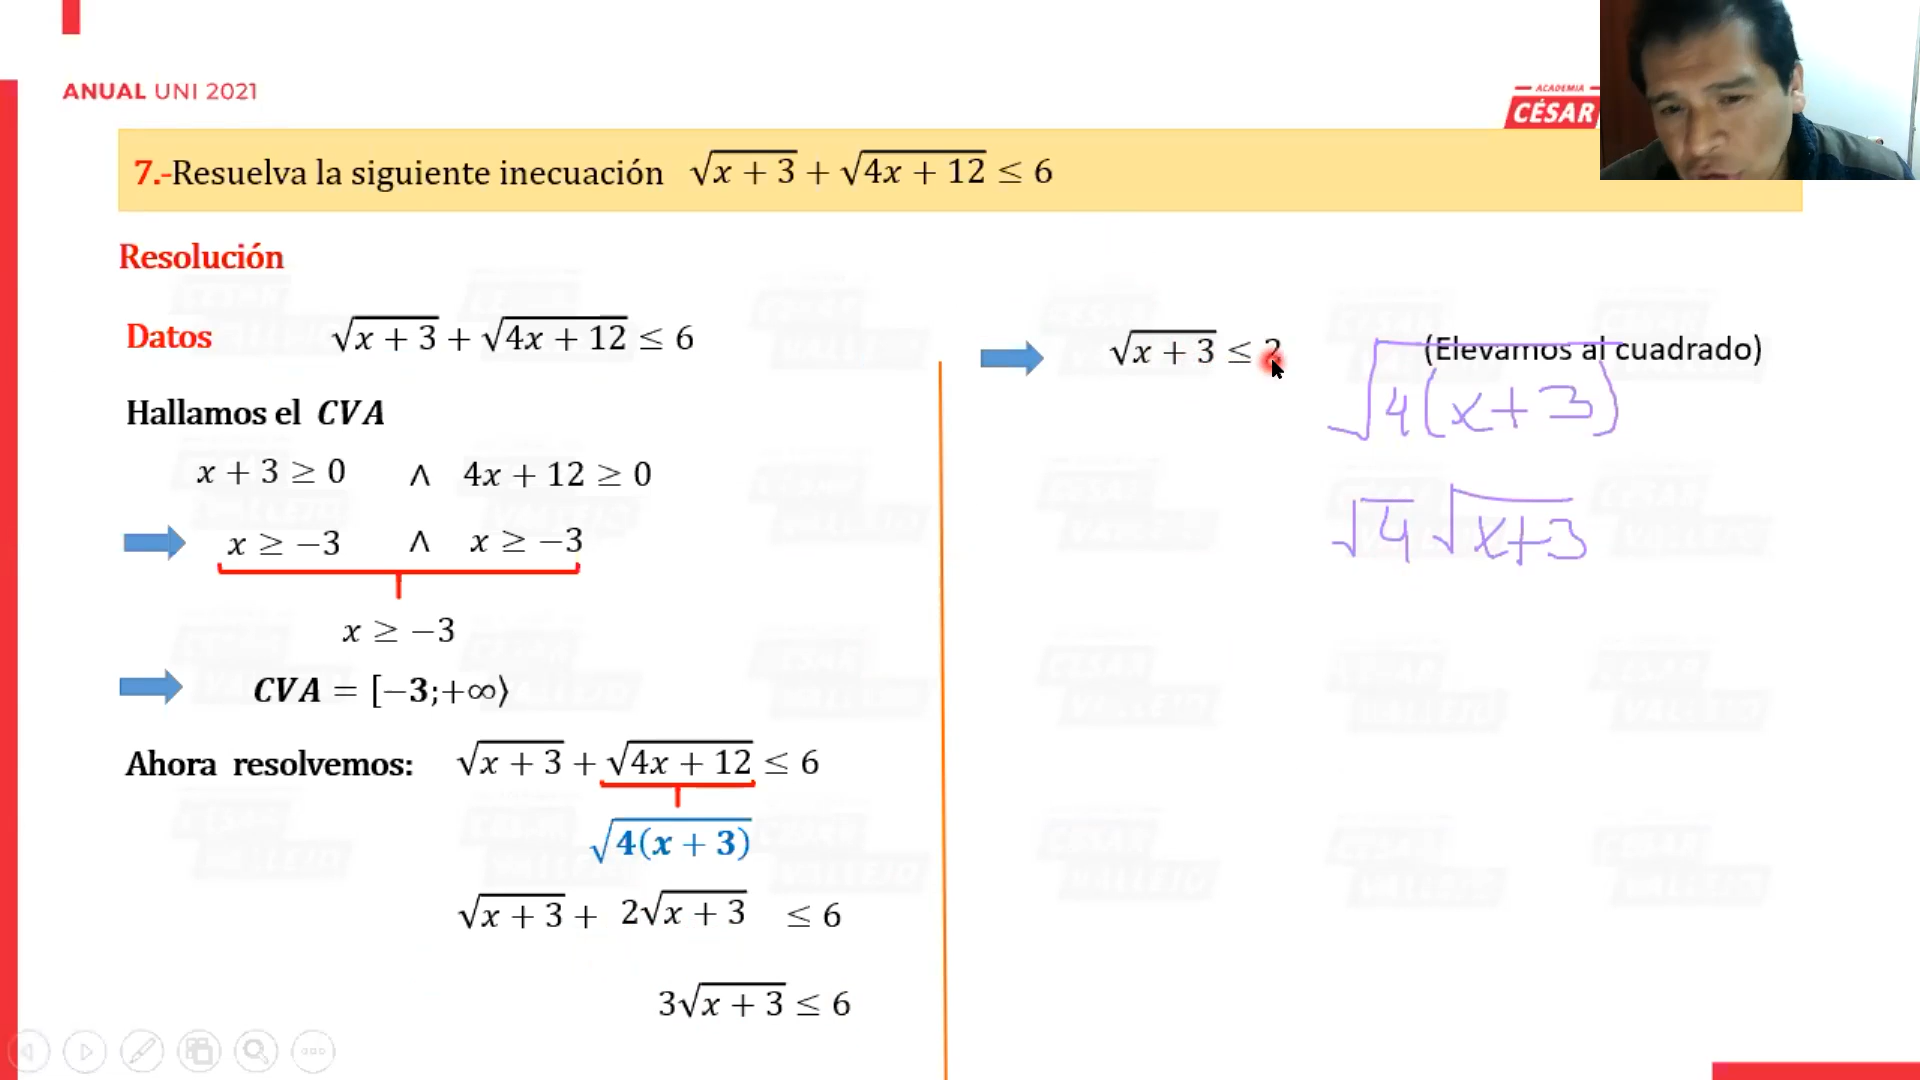 ANUAL UNI 2021
ACADEMIA
CÉSAR
7.-Resuelva la siguiente inecuación √(x + 3) + √(4x + 12) ≤ 6
Resolución
Datos √(x + 3) + √(4x + 12) ≤ 6
Hallamos el CVA
x + 3 ≥ 0 ∧ 4x + 12 ≥ 0
x ≥ −3 ∧ x ≥ −3
x ≥ −3
CVA = [−3;+∞⟩
Ahora resolvemos: √(x + 3) + √(4x + 12) ≤ 6
√(4(x + 3))
√(x + 3) + 2√(x + 3) ≤ 6
3√(x + 3) ≤ 6
√(x + 3) ≤ 2 (Elevamos al cuadrado)
√(4(x+3))
√4 √(x+3)